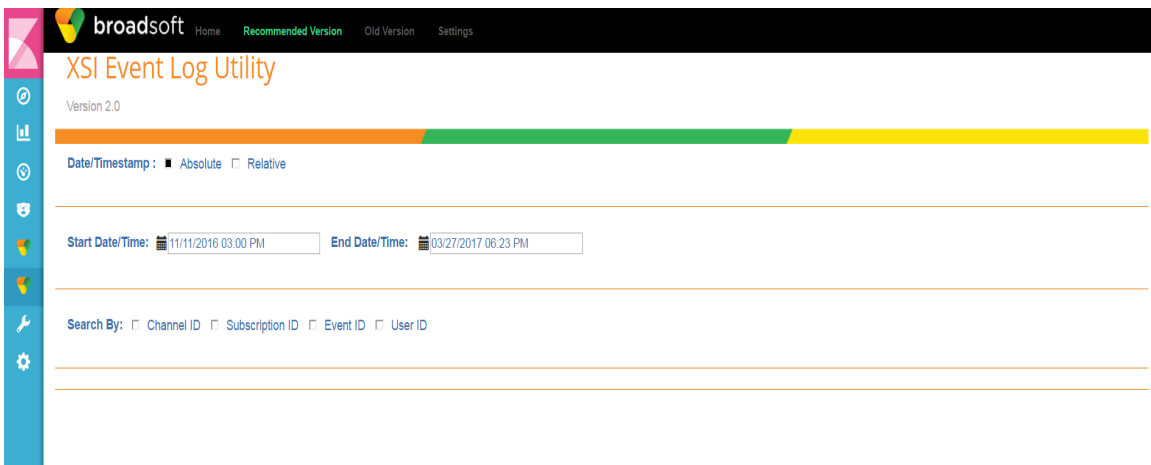 broadsoft Home Recommended Version Old Version Settings
XSI Event Log Utility
Version 2.0
Date/Timestamp : Absolute Relative
Start Date/Time: 11/11/2016 03:00 PM End Date/Time: 03/27/2017 06:23 PM
Search By: Channel ID Subscription ID Event ID User ID